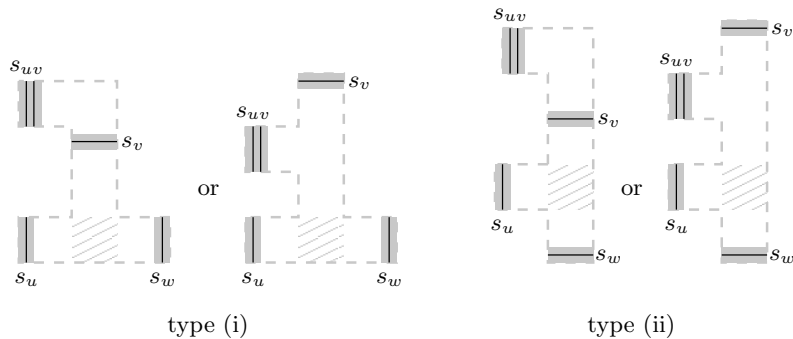 s_{uv}
s_v
s_u
s_w
or
s_v
s_{uv}
s_u
s_w
type (i)
s_{uv}
s_v
s_u
s_w
or
s_v
s_{uv}
s_u
s_w
type (ii)